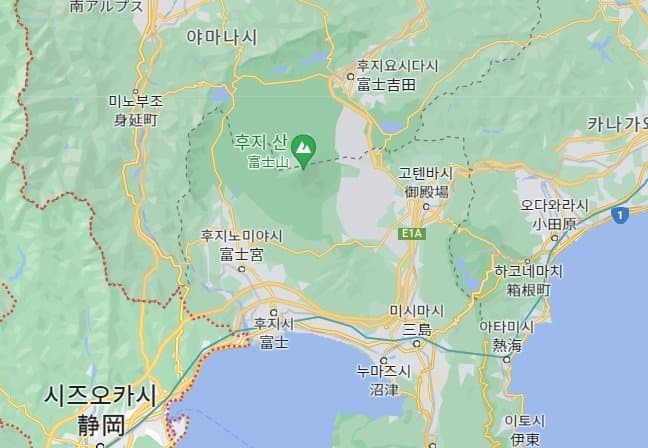 南アルプス
야마나시
후지요시다시
富士吉田
미노부조
身延町
카나가와
후지 산
富士山
고텐바시
御殿場
오다와라시
小田原
1
후지노미야시
富士宮
E1A
하코네마치
箱根町
미시마시
三島
후지시
富士
아타미시
熱海
누마즈시
沼津
시즈오카시
静岡
이토시
伊東